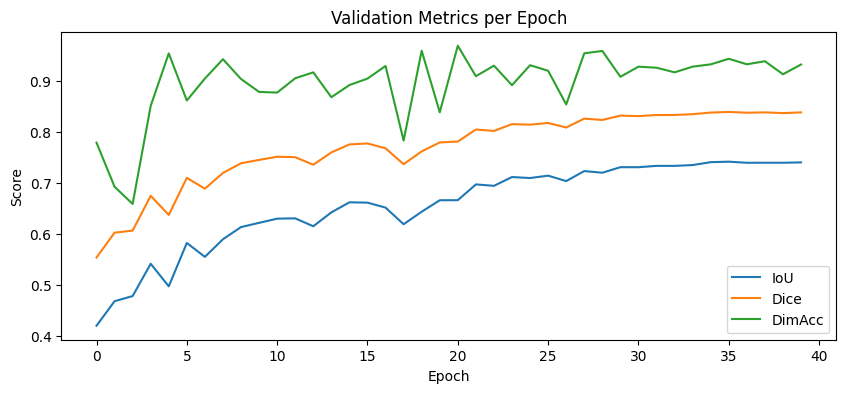 Validation Metrics per Epoch
Score
0.9
0.8
0.7
0.6
0.5
0.4
IoU
Dice
DimAcc
0 5 10 15 20 25 30 35 40
Epoch